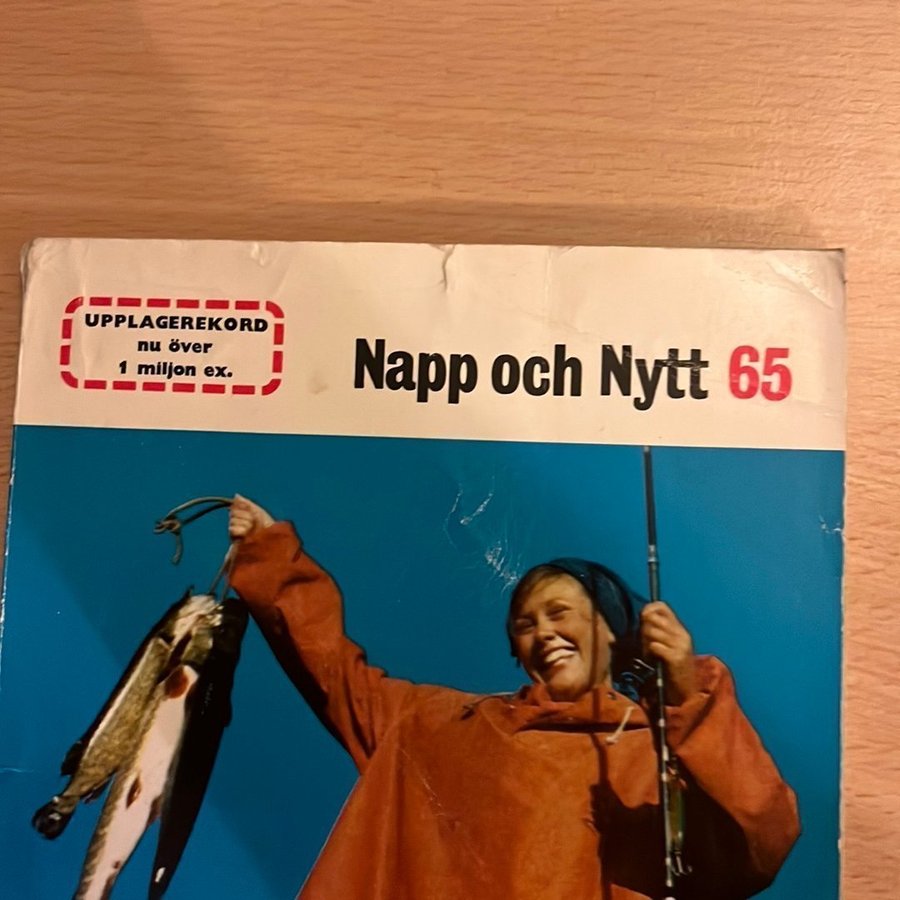 UPPLAGEREKORD
nu över
1 miljon ex.
Napp och Nytt 65